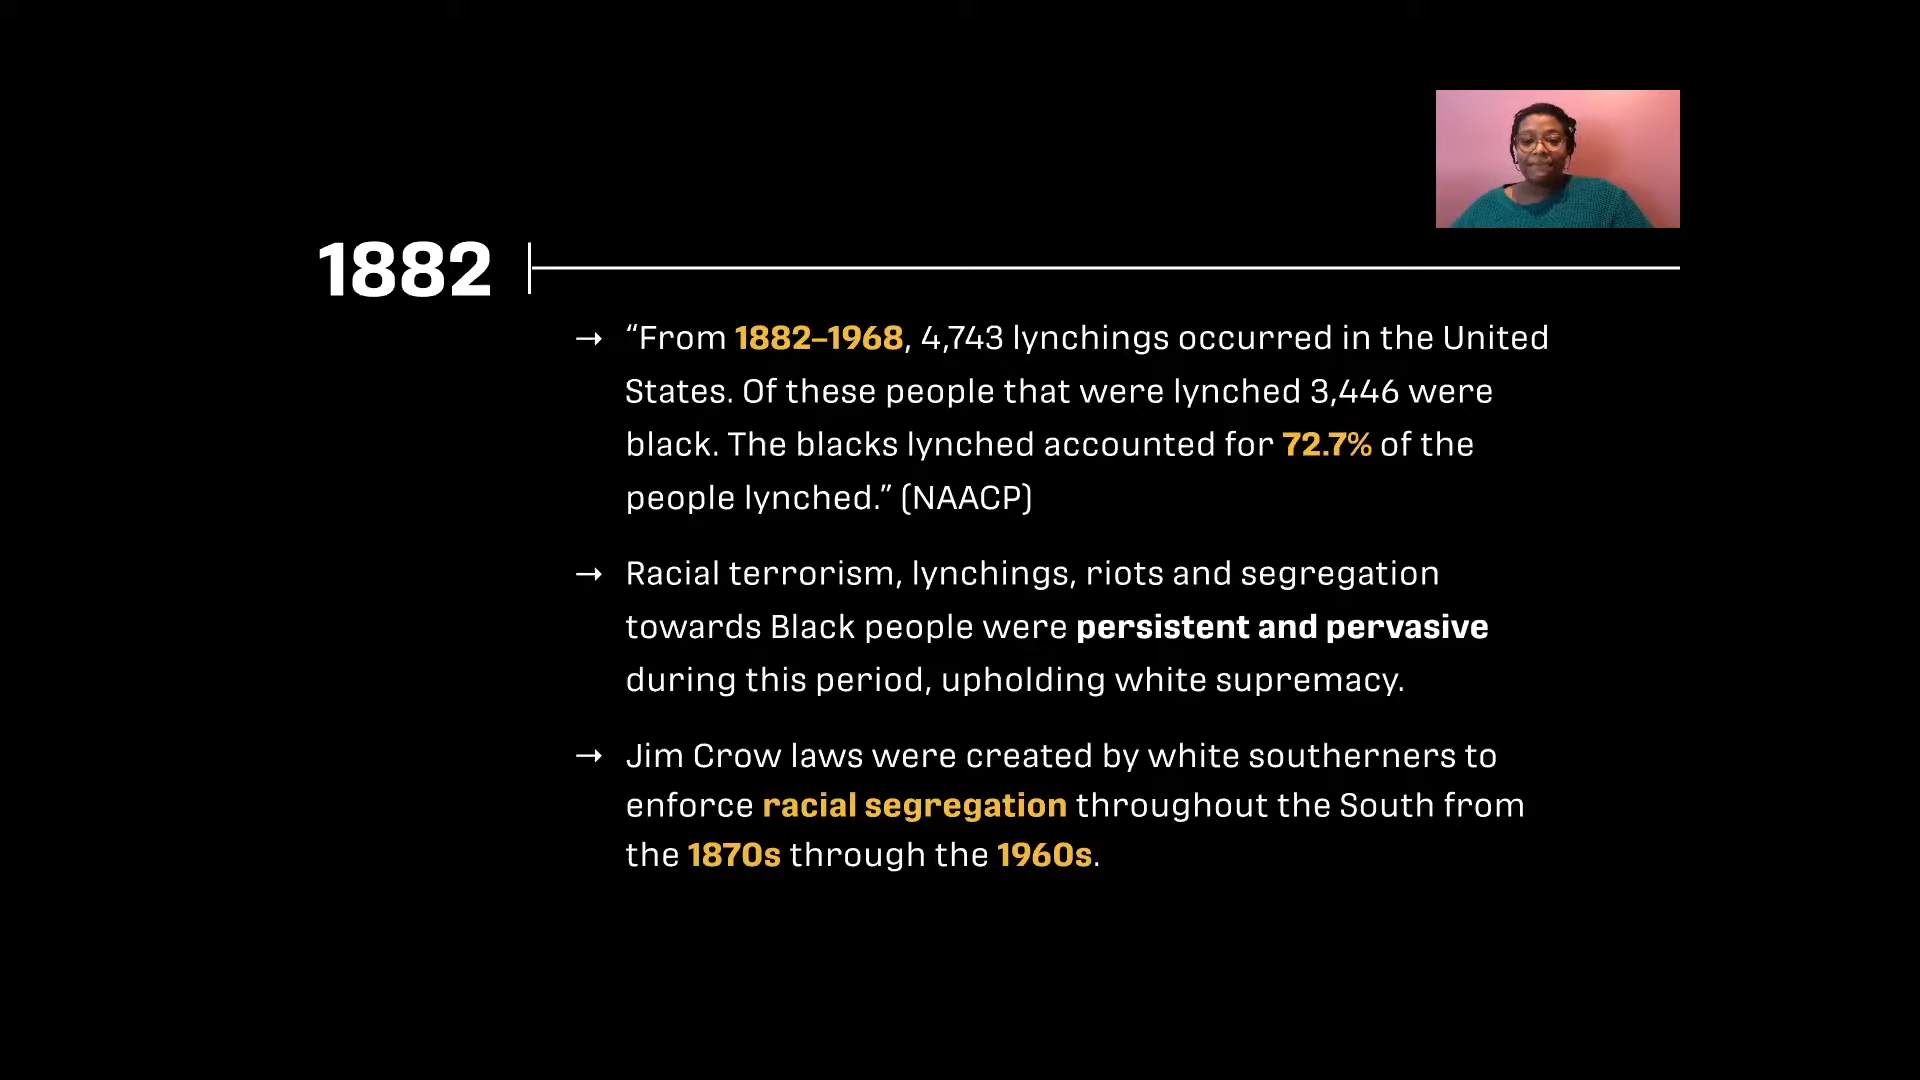 1882
→ “From 1882–1968, 4,743 lynchings occurred in the United
States. Of these people that were lynched 3,446 were
black. The blacks lynched accounted for 72.7% of the
people lynched.” (NAACP)
→ Racial terrorism, lynchings, riots and segregation
towards Black people were persistent and pervasive
during this period, upholding white supremacy.
→ Jim Crow laws were created by white southerners to
enforce racial segregation throughout the South from
the 1870s through the 1960s.